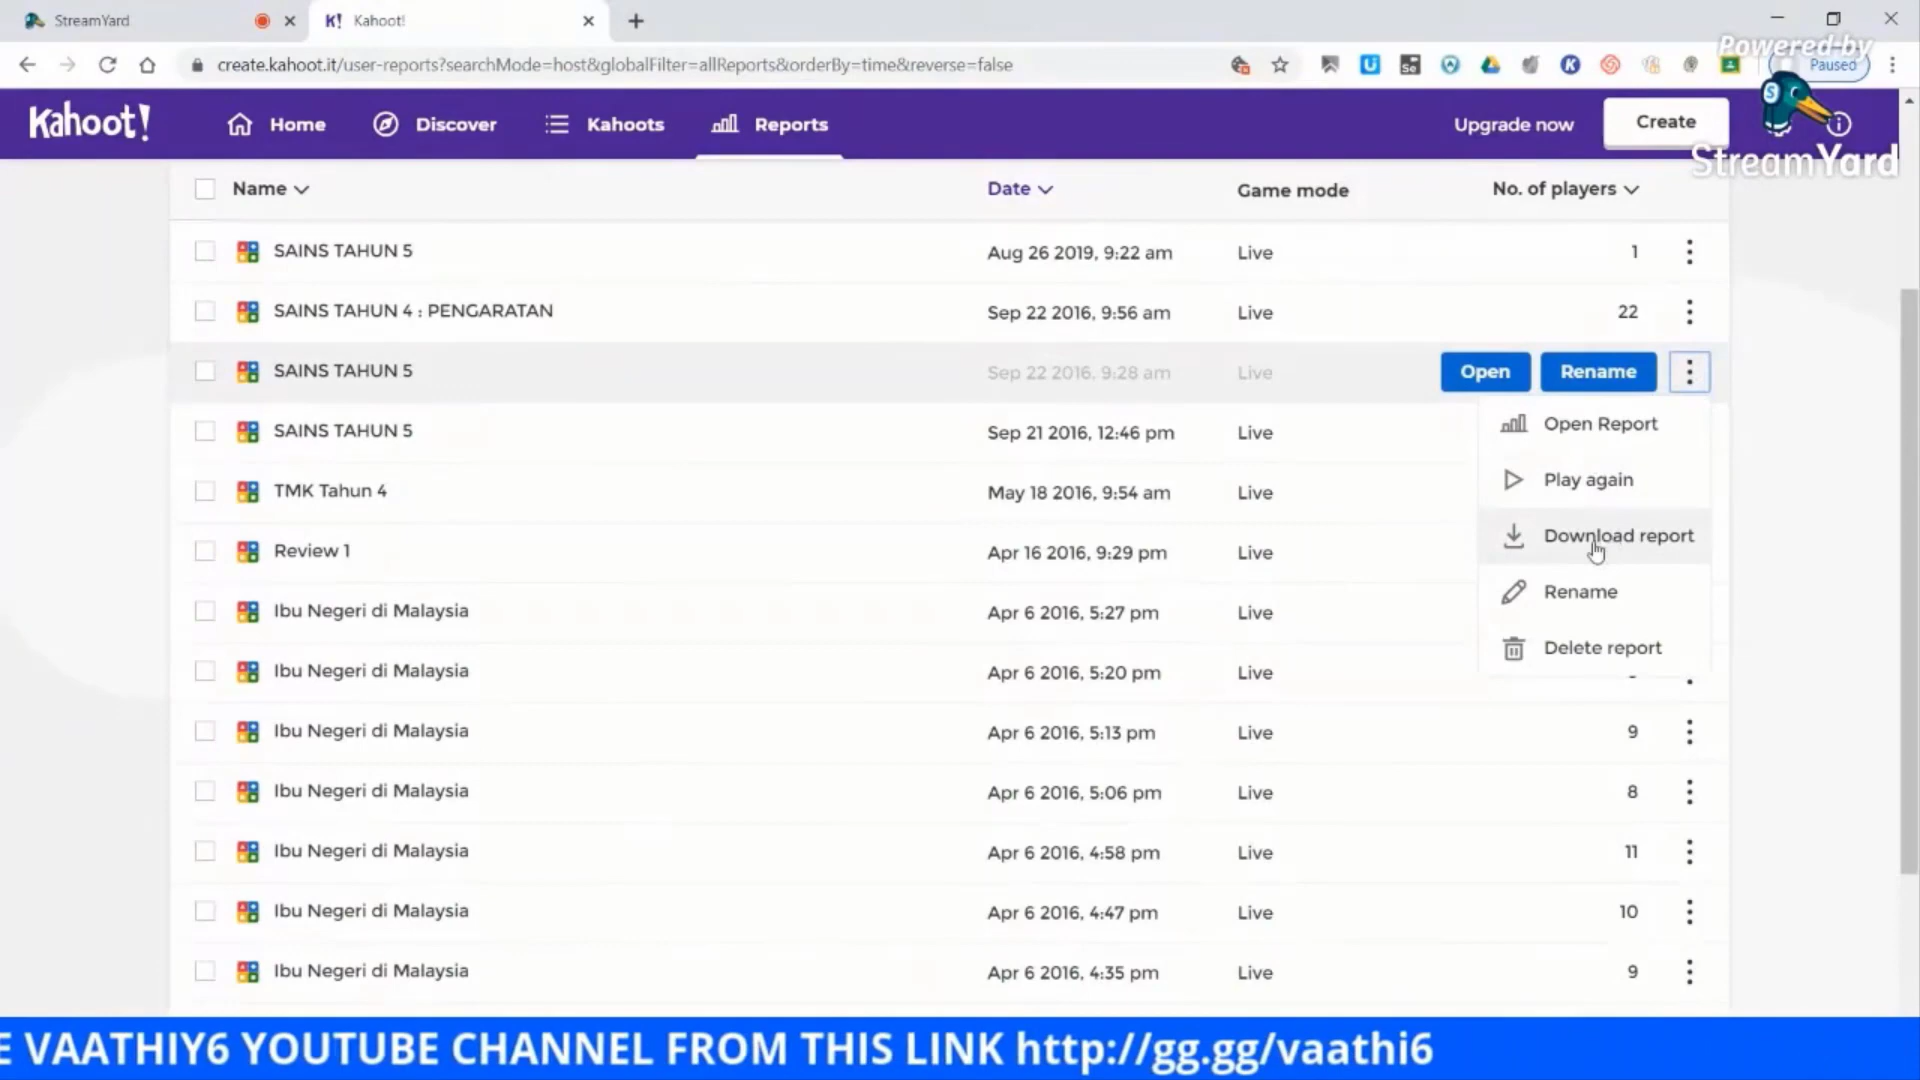 StreamYard
K! Kahoot!
create.kahoot.it/user-reports?searchMode=host&globalFilter=allReports&orderBy=time&reverse=false
Paused
Powered by
StreamYard
Kahoot!
Home
Discover
Kahoots
Reports
Upgrade now
Create
Name
Date
Game mode
No. of players
SAINS TAHUN 5 Aug 26 2019, 9:22 am Live 1
SAINS TAHUN 4 : PENGARATAN Sep 22 2016, 9:56 am Live 22
SAINS TAHUN 5 Sep 22 2016, 9:28 am Live Open Rename
Open Report
SAINS TAHUN 5 Sep 21 2016, 12:46 pm Live
Play again
TMK Tahun 4 May 18 2016, 9:54 am Live
Download report
Review 1 Apr 16 2016, 9:29 pm Live
Rename
Ibu Negeri di Malaysia Apr 6 2016, 5:27 pm Live
Delete report
Ibu Negeri di Malaysia Apr 6 2016, 5:20 pm Live
Ibu Negeri di Malaysia Apr 6 2016, 5:13 pm Live 9
Ibu Negeri di Malaysia Apr 6 2016, 5:06 pm Live 8
Ibu Negeri di Malaysia Apr 6 2016, 4:58 pm Live 11
Ibu Negeri di Malaysia Apr 6 2016, 4:47 pm Live 10
Ibu Negeri di Malaysia Apr 6 2016, 4:35 pm Live 9
E VAATHIY6 YOUTUBE CHANNEL FROM THIS LINK http://gg.gg/vaathi6